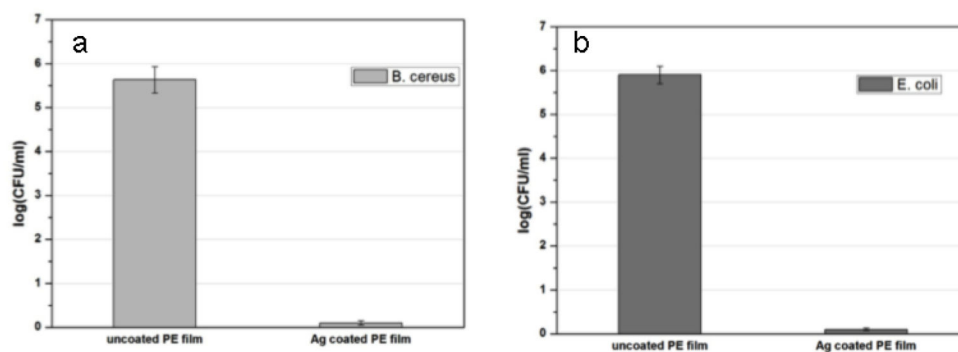 a
B. cereus
log(CFU/ml)
7
6
5
4
3
2
1
0
uncoated PE film
Ag coated PE film
b
E. coli
log(CFU/ml)
7
6
5
4
3
2
1
0
uncoated PE film
Ag coated PE film